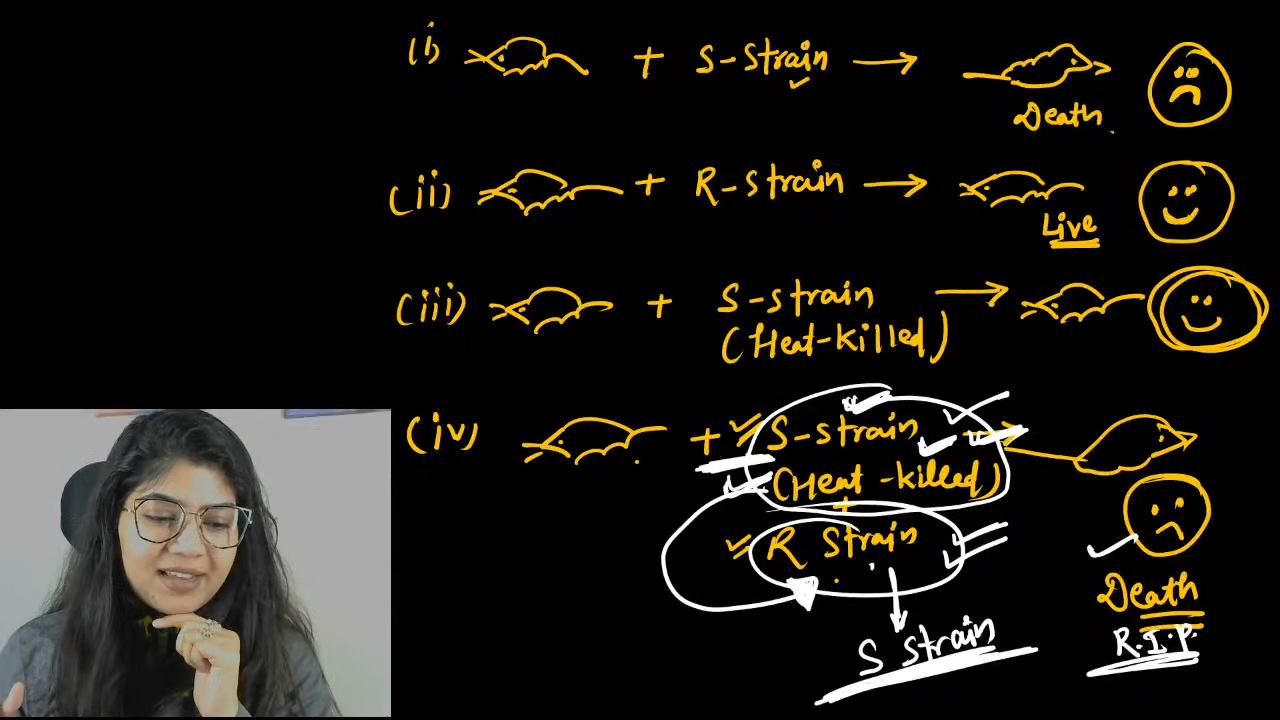 (i) + S-Strain → Death
(ii) + R-Strain → Live
(iii) + S-strain (Heat-killed) →
(iv) + S-strain → 
(Heat-killed)
+
R Strain
Death
S Strain
R.I.P.